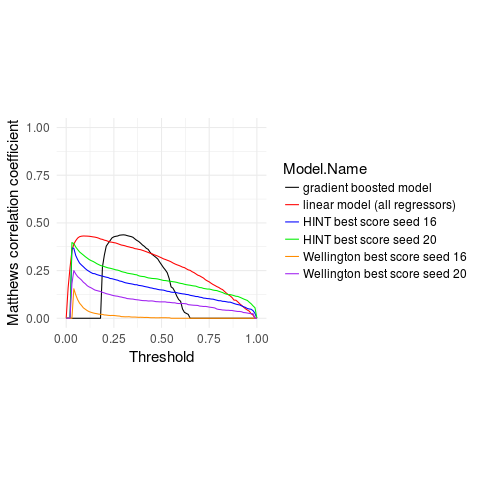 Matthews correlation coefficient
1.00
0.75
0.50
0.25
0.00
0.00 0.25 0.50 0.75 1.00
Threshold
Model.Name
gradient boosted model
linear model (all regressors)
HINT best score seed 16
HINT best score seed 20
Wellington best score seed 16
Wellington best score seed 20